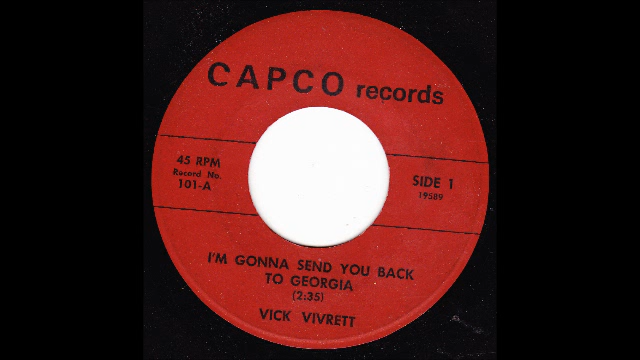 CAPCO records
45 RPM
Record No.
101-A
SIDE 1
19589
I'M GONNA SEND YOU BACK
TO GEORGIA
(2:35)
VICK VIVRETT